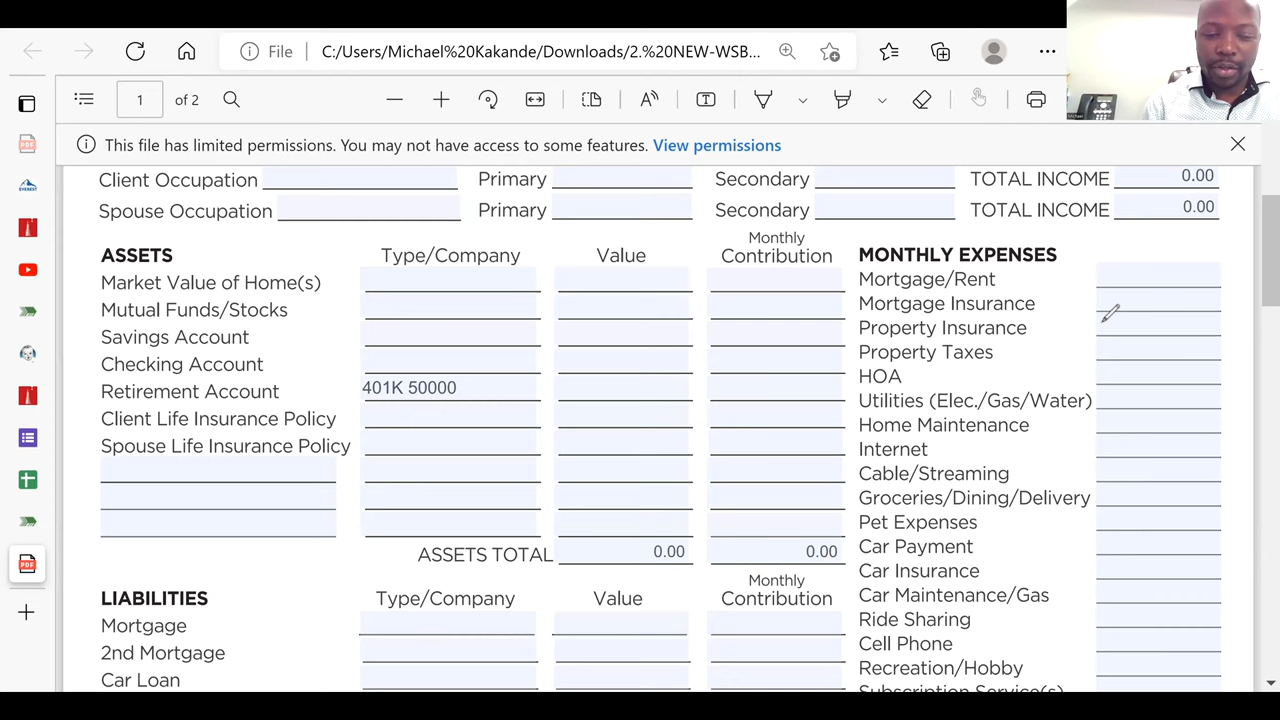 File C:/Users/Michael%20Kakande/Downloads/2.%20NEW-WSB...
1 of 2
This file has limited permissions. You may not have access to some features. View permissions
Client Occupation Primary Secondary TOTAL INCOME 0.00
Spouse Occupation Primary Secondary TOTAL INCOME 0.00
ASSETS Type/Company Value Monthly Contribution
Market Value of Home(s)
Mutual Funds/Stocks
Savings Account
Checking Account
Retirement Account 401K 50000
Client Life Insurance Policy
Spouse Life Insurance Policy
ASSETS TOTAL 0.00 0.00
LIABILITIES Type/Company Value Monthly Contribution
Mortgage
2nd Mortgage
Car Loan
MONTHLY EXPENSES
Mortgage/Rent
Mortgage Insurance
Property Insurance
Property Taxes
HOA
Utilities (Elec./Gas/Water)
Home Maintenance
Internet
Cable/Streaming
Groceries/Dining/Delivery
Pet Expenses
Car Payment
Car Insurance
Car Maintenance/Gas
Ride Sharing
Cell Phone
Recreation/Hobby
Subscription Service(s)
Michael